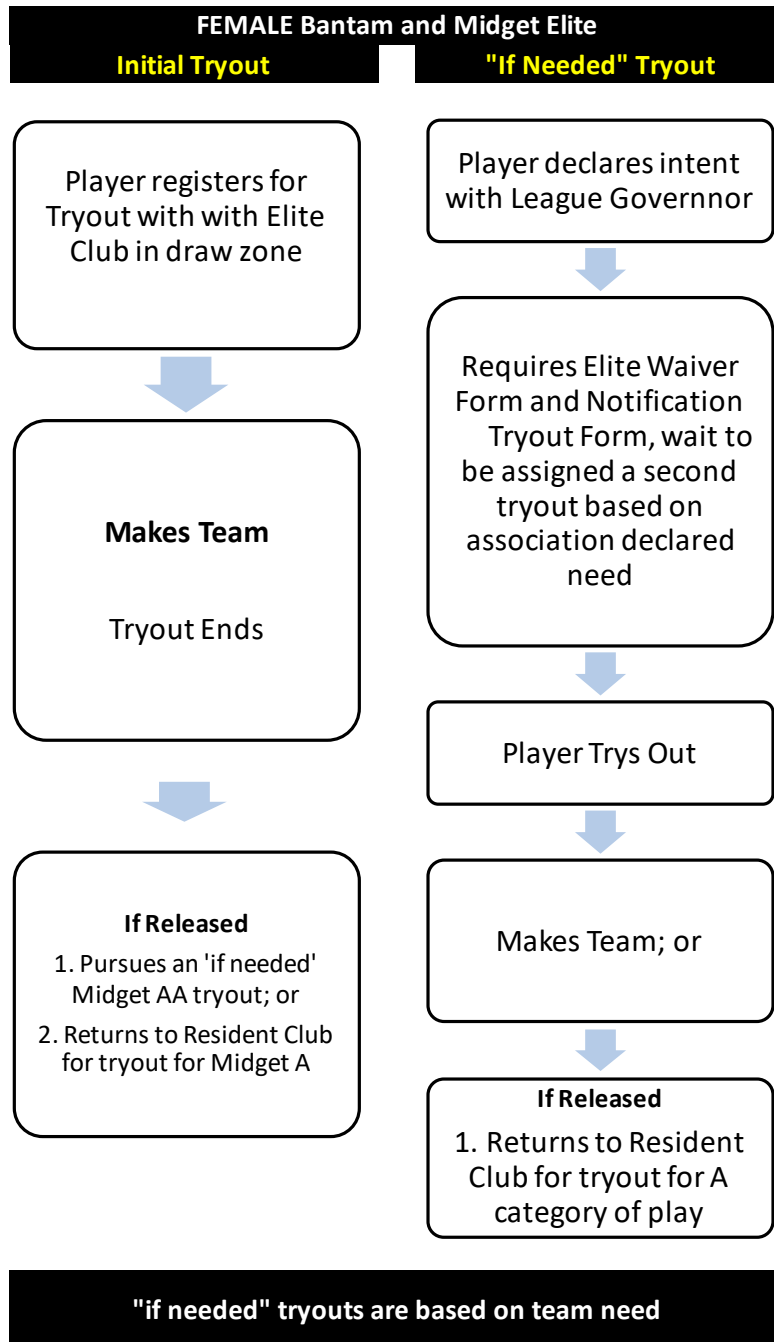 FEMALE Bantam and Midget Elite
Initial Tryout
Player registers for
Tryout with with Elite
Club in draw zone
Makes Team
Tryout Ends
If Released
1. Pursues an 'if needed'
Midget AA tryout; or
2. Returns to Resident Club
for tryout for Midget A
"If Needed" Tryout
Player declares intent
with League Governnor
Requires Elite Waiver
Form and Notification
Tryout Form, wait to
be assigned a second
tryout based on
association declared
need
Player Trys Out
Makes Team; or
If Released
1. Returns to Resident
Club for tryout for A
category of play
"if needed" tryouts are based on team need